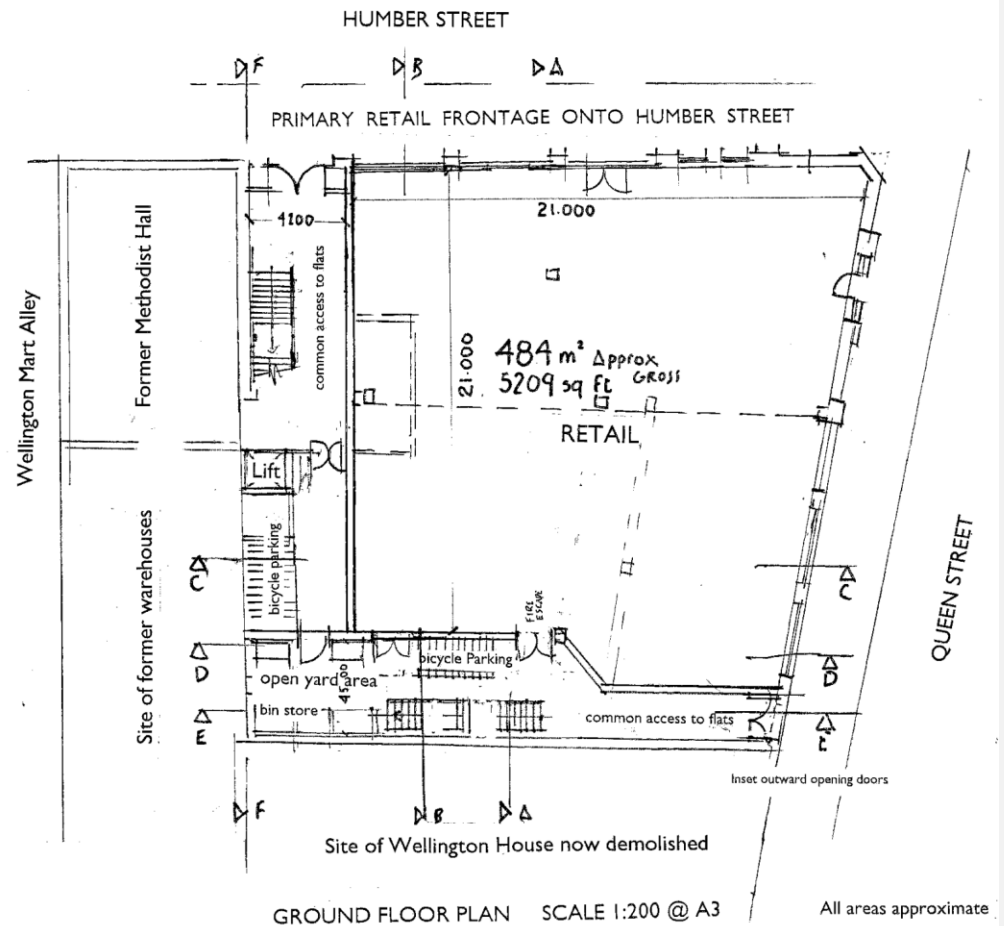 HUMBER STREET
F
B
A
PRIMARY RETAIL FRONTAGE ONTO HUMBER STREET
4100
21.000
Wellington Mart Alley
Former Methodist Hall
common access to flats
21.000
484 m² Approx
5209 sq ft GROSS
RETAIL
Lift
Site of former warehouses
bicycle parking
C
C
QUEEN STREET
FIRE
ESCAPE
D
bicycle Parking
D
open yard area
bin store
common access to flats
E
E
Inset outward opening doors
F
B
A
Site of Wellington House now demolished
GROUND FLOOR PLAN SCALE 1:200 @ A3
All areas approximate